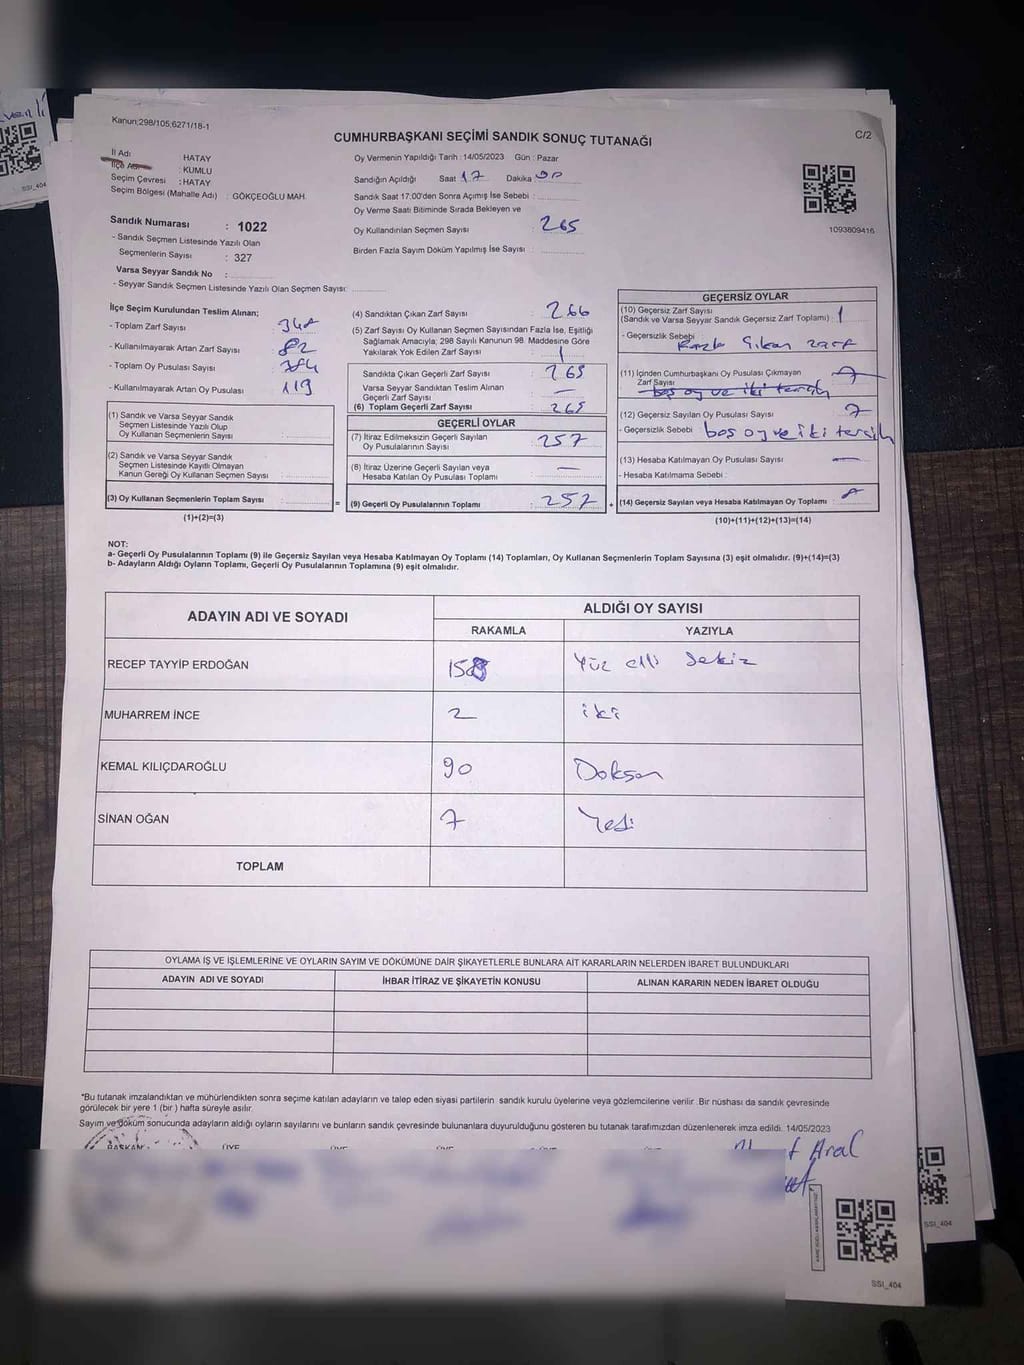 Kanun;298/105;6271/18-1
CUMHURBAŞKANI SEÇİMİ SANDIK SONUÇ TUTANAĞI
C/2
İl Adı : HATAY
İlçe Adı : KUMLU
Seçim Çevresi : HATAY
Seçim Bölgesi (Mahalle Adı) : GÖKÇEOĞLU MAH.
Sandık Numarası : 1022
- Sandık Seçmen Listesinde Yazılı Olan
Seçmenlerin Sayısı : 327
Varsa Seyyar Sandık No :
- Seyyar Sandık Seçmen Listesinde Yazılı Olan Seçmen Sayısı:
Oy Vermenin Yapıldığı Tarih :14/05/2023 Gün : Pazar
Sandığın Açıldığı Saat 17 Dakika
Sandık Saat 17:00'den Sonra Açımış İse Sebebi :
Oy Verme Saati Bitiminde Sırada Bekleyen ve
Oy Kullandırılan Seçmen Sayısı : 265
Birden Fazla Sayım Döküm Yapılmış İse Sayısı :
1093809416
İlçe Seçim Kurulundan Teslim Alınan;
- Toplam Zarf Sayısı :
- Kullanılmayarak Artan Zarf Sayısı : 82
- Toplam Oy Pusulası Sayısı :
- Kullanılmayarak Artan Oy Pusulası : 119
(1) Sandık ve Varsa Seyyar Sandık
Seçmen Listesinde Yazılı Olup
Oy Kullanan Seçmenlerin Sayısı :
(2) Sandık ve Varsa Seyyar Sandık
Seçmen Listesinde Kayıtlı Olmayan
Kanun Gereği Oy Kullanan Seçmen Sayısı :
(3) Oy Kullanan Seçmenlerin Toplam Sayısı :
(1)+(2)=(3)
=
(4) Sandıktan Çıkan Zarf Sayısı : 266
(5) Zarf Sayısı Oy Kullanan Seçmen Sayısından Fazla İse, Eşitliği
Sağlamak Amacıyla; 298 Sayılı Kanunun 98. Maddesine Göre
Yakılarak Yok Edilen Zarf Sayısı : 1
Sandıkta Çıkan Geçerli Zarf Sayısı : 265
Varsa Seyyar Sandıktan Teslim Alınan
Geçerli Zarf Sayısı : —
(6) Toplam Geçerli Zarf Sayısı : 265
GEÇERLİ OYLAR
(7) İtiraz Edilmeksizin Geçerli Sayılan
Oy Pusulasının Sayısı : 257
(8) İtiraz Üzerine Geçerli Sayılan veya
Hesaba Katılan Oy Pusulası Toplamı : —
(9) Geçerli Oy Pusulalarının Toplamı : 257
+
GEÇERSİZ OYLAR
(10) Geçersiz Zarf Sayısı
(Sandık ve Varsa Seyyar Sandık Geçersiz Zarf Toplamı) : 1
- Geçersizlik Sebebi : Fazla Çıkan zarf
(11) İçinden Cumhurbaşkanı Oy Pusulası Çıkmayan
Zarf Sayısı
boş oy ve iki tercih
(12) Geçersiz Sayılan Oy Pusulası Sayısı : 7
- Geçersizlik Sebebi : boş oy ve iki tercih
(13) Hesaba Katılmayan Oy Pusulası Sayısı : —
- Hesaba Katılmama Sebebi :
(14) Geçersiz Sayılan veya Hesaba Katılmayan Oy Toplamı : 8
(10)+(11)+(12)+(13)=(14)
NOT:
a- Geçerli Oy Pusulalarının Toplamı (9) ile Geçersiz Sayılan veya Hesaba Katılmayan Oy Toplamı (14) Toplamları, Oy Kullanan Seçmenlerin Toplam Sayısına (3) eşit olmalıdır. (9)+(14)=(3)
b- Adayların Aldığı Oyların Toplamı, Geçerli Oy Pusulalarının Toplamına (9) eşit olmalıdır.
ADAYIN ADI VE SOYADI
ALDIĞI OY SAYISI
RAKAMLA YAZIYLA
RECEP TAYYİP ERDOĞAN 158 Yüz elli Sekiz
MUHARREM İNCE 2 iki
KEMAL KILIÇDAROĞLU 90 Doksan
SİNAN OĞAN 7 Yedi
TOPLAM
OYLAMA İŞ VE İŞLEMLERİNE VE OYLARIN SAYIM VE DÖKÜMÜNE DAİR ŞİKAYETLERLE BUNLARA AİT KARARLARIN NELERDEN İBARET BULUNDUKLARI
ADAYIN ADI VE SOYADI İHBAR İTİRAZ VE ŞİKAYETİN KONUSU ALINAN KARARIN NEDEN İBARET OLDUĞU
*Bu tutanak imzalandıktan ve mühürlendikten sonra seçime katılan adayların ve talep eden siyasi partilerin sandık kurulu üyelerine veya gözlemcilerine verilir. Bir nüshası da sandık çevresinde
görülecek bir yere 1 (bir) hafta süreyle asılır.
Sayım ve döküm sonucunda adayların aldığı oyların sayılarını ve bunların sandık çevresinde bulunanlara duyurulduğunu gösteren bu tutanak tarafımızdan düzenlenerek imza edildi. 14/05/2023
BAŞKAN ÜYE ÜYE ÜYE ÜYE
Aral
SSI_404
SSI_404
SSI_404